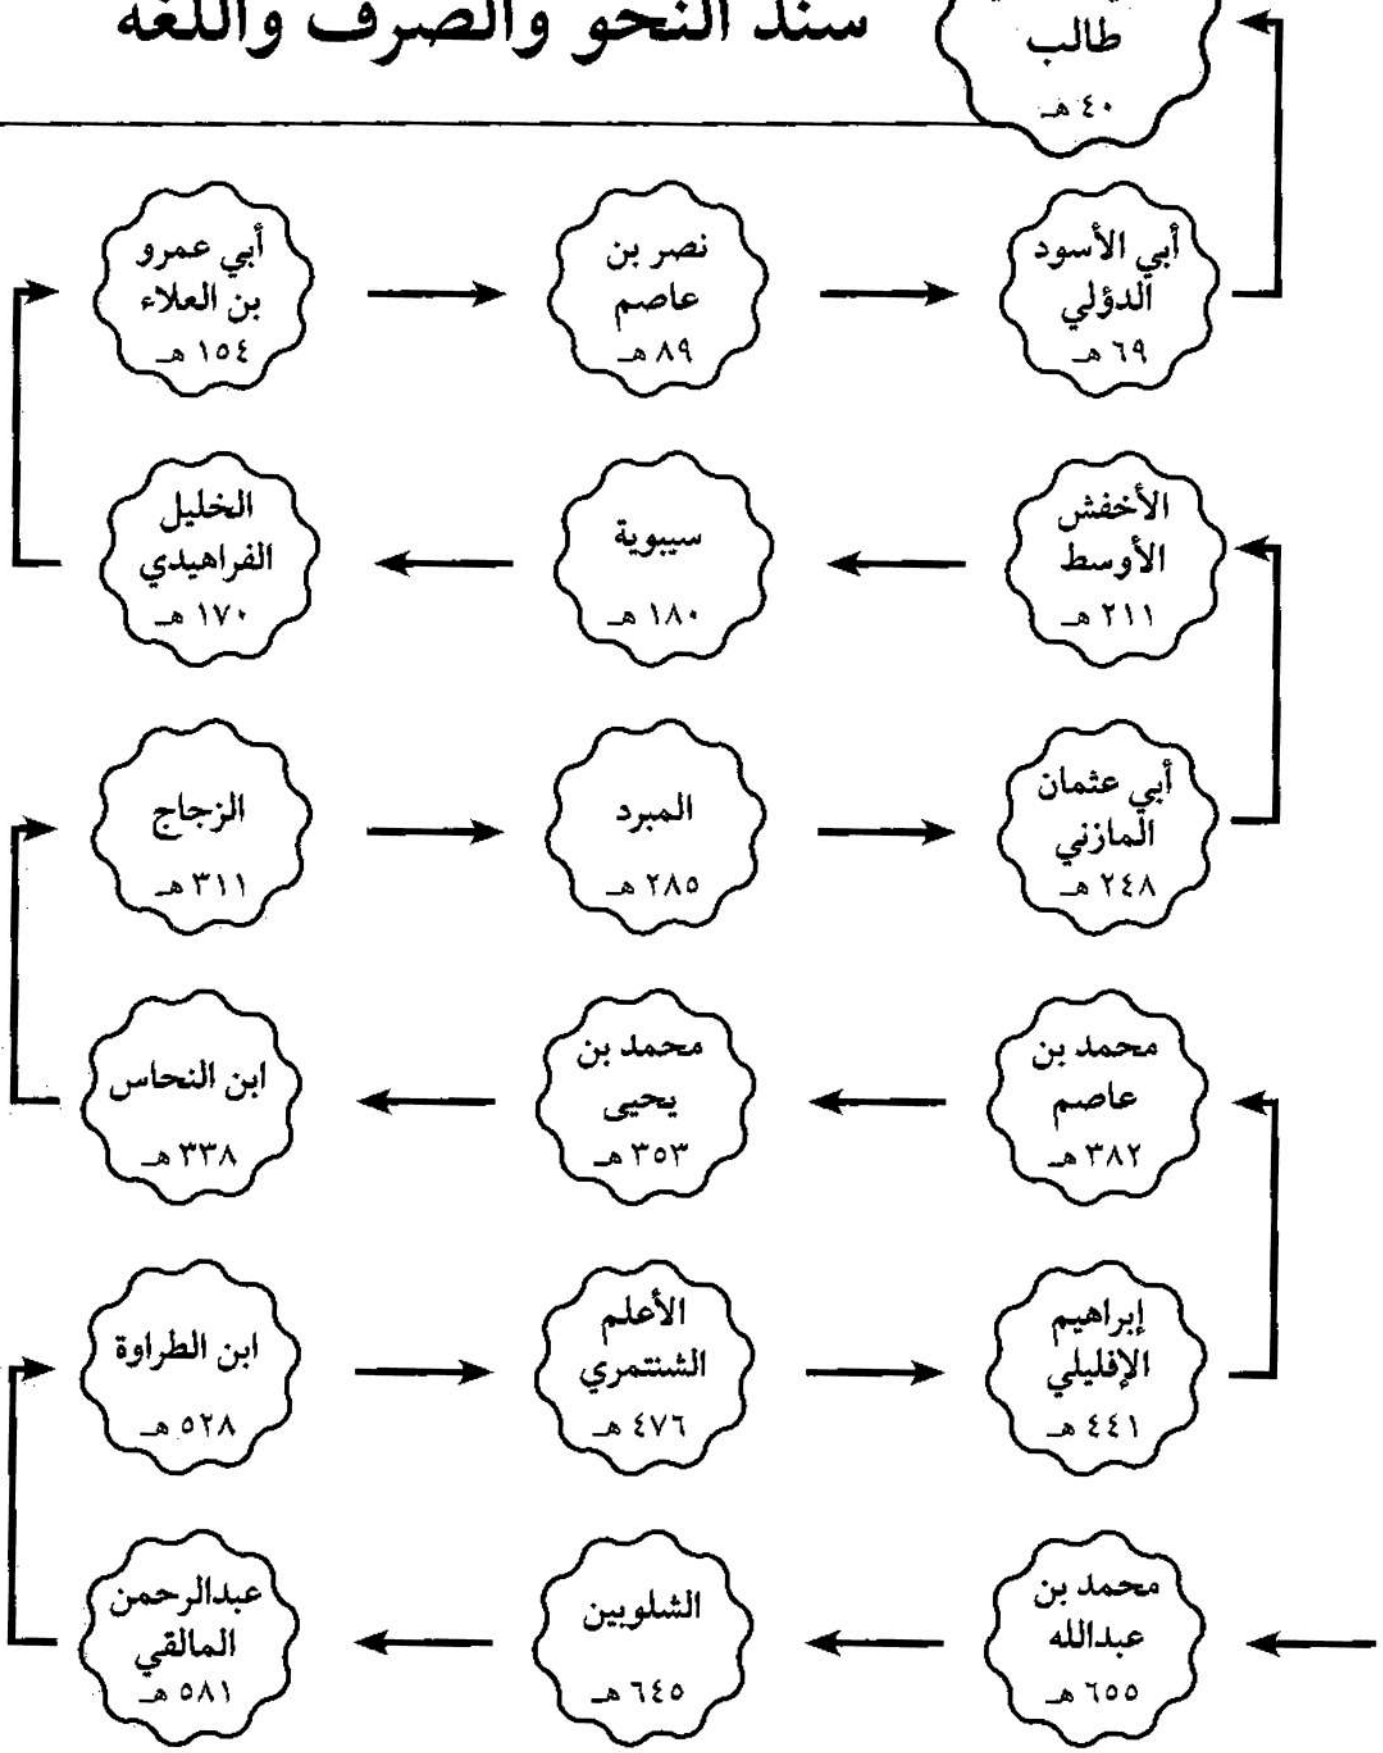 سند النحو والصرف واللغة
طالب
٤٠ هـ
أبي الأسود
الدؤلي
٦٩ هـ
نصر بن
عاصم
٨٩ هـ
أبي عمرو
بن العلاء
١٥٤ هـ
الأخفش
الأوسط
٢١١ هـ
سيبوية
١٨٠ هـ
الخليل
الفراهيدي
١٧٠ هـ
أبي عثمان
المازني
٢٤٨ هـ
المبرد
٢٨٥ هـ
الزجاج
٣١١ هـ
محمد بن
عاصم
٣٨٢ هـ
محمد بن
يحيى
٣٥٣ هـ
ابن النحاس
٣٣٨ هـ
إبراهيم
الإفليلي
٤٤١ هـ
الأعلم
الشنتمري
٤٧٦ هـ
ابن الطراوة
٥٢٨ هـ
محمد بن
عبدالله
٦٥٥ هـ
الشلوبين
٦٤٥ هـ
عبدالرحمن
المالقي
٥٨١ هـ